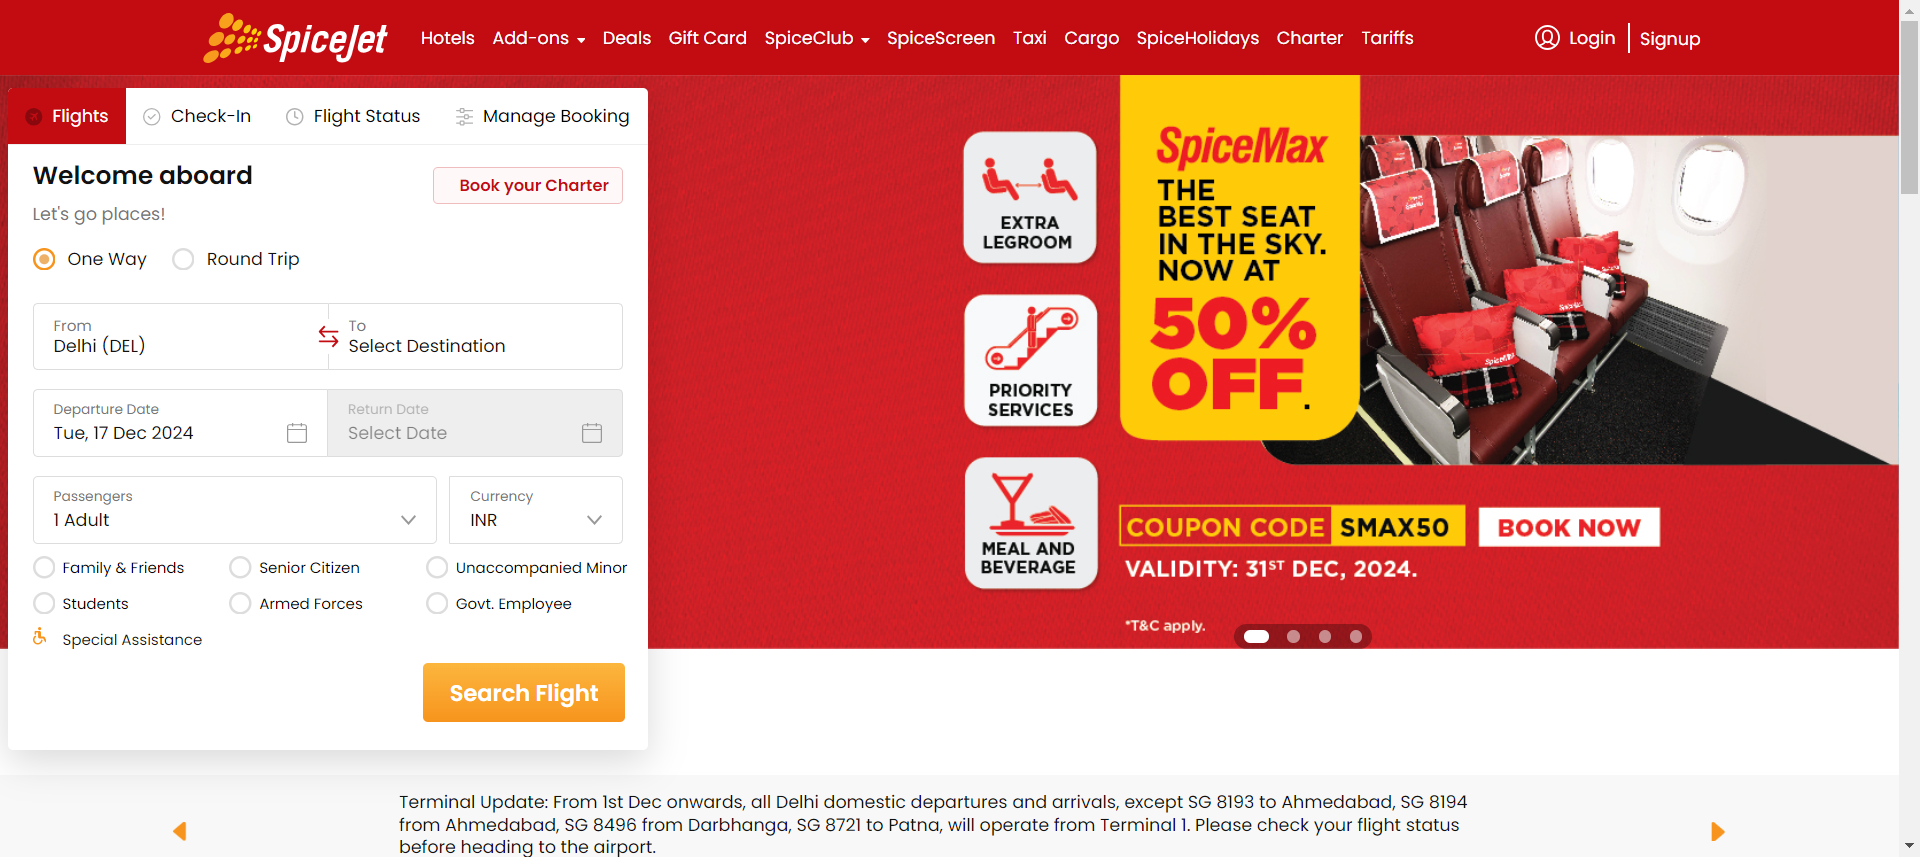 SpiceJet
Hotels Add-ons Deals Gift Card SpiceClub SpiceScreen Taxi Cargo SpiceHolidays Charter Tariffs
Login Signup
Flights Check-In Flight Status Manage Booking
Welcome aboard
Book your Charter
Let's go places!
One Way Round Trip
From
Delhi (DEL)
To
Select Destination
Departure Date
Tue, 17 Dec 2024
Return Date
Select Date
Passengers
1 Adult
Currency
INR
Family & Friends Senior Citizen Unaccompanied Minor
Students Armed Forces Govt. Employee
Special Assistance
Search Flight
EXTRA
LEGROOM
PRIORITY
SERVICES
MEAL AND
BEVERAGE
SpiceMax
THE
BEST SEAT
IN THE SKY.
NOW AT
50%
OFF.
COUPON CODE SMAX50 BOOK NOW
VALIDITY: 31ST DEC, 2024.
*T&C apply.
SpiceMax
SpiceMax
Terminal Update: From 1st Dec onwards, all Delhi domestic departures and arrivals, except SG 8193 to Ahmedabad, SG 8194
from Ahmedabad, SG 8496 from Darbhanga, SG 8721 to Patna, will operate from Terminal 1. Please check your flight status
before heading to the airport.